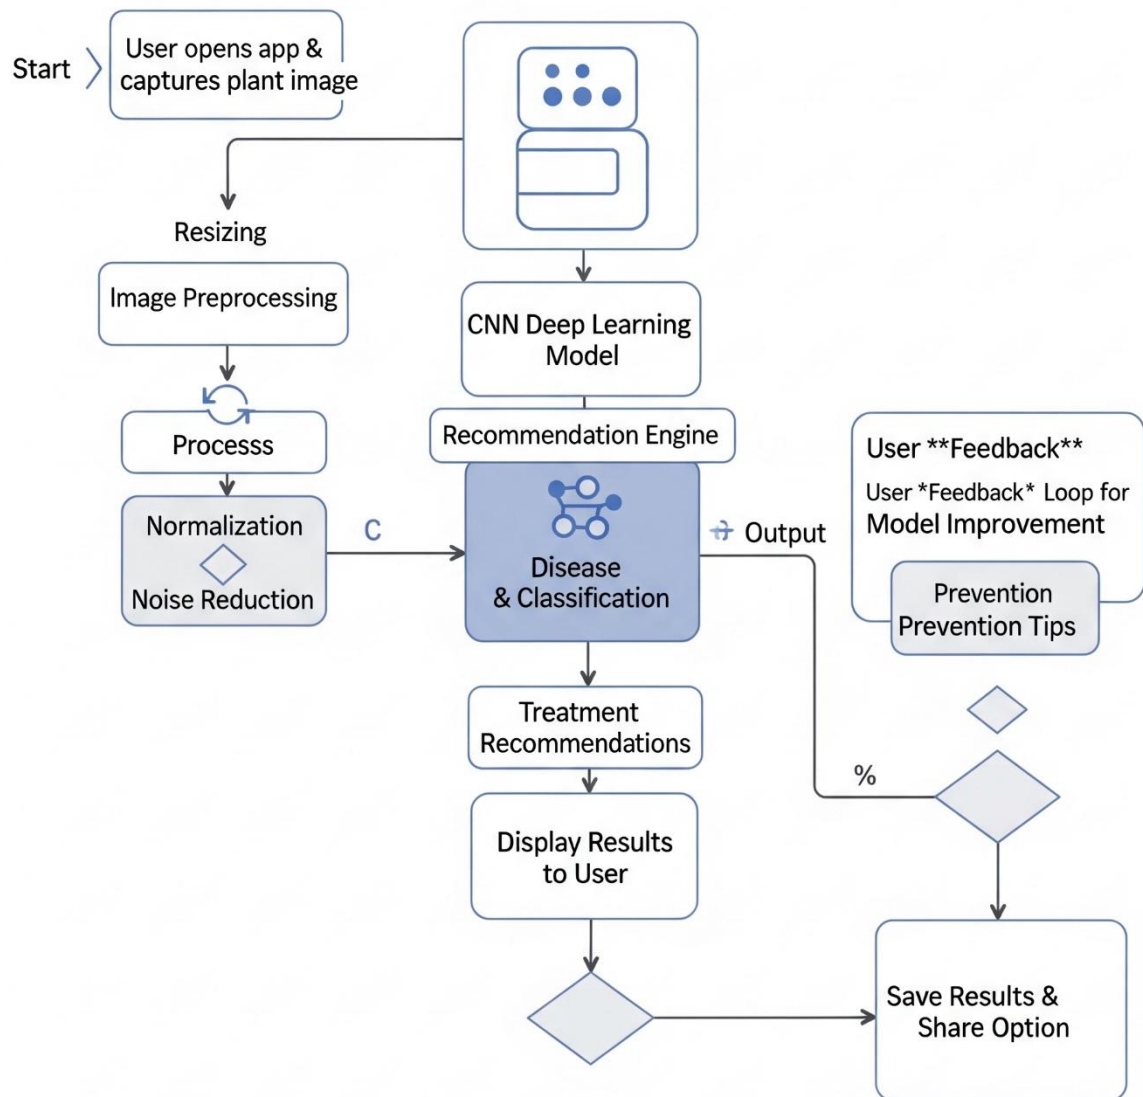 Start
User opens app &
captures plant image
Resizing
Image Preprocessing
Processs
Normalization
Noise Reduction
C
CNN Deep Learning
Model
Recommendation Engine
Disease
& Classification
Output
Treatment
Recommendations
Display Results
to User
User **Feedback**
User *Feedback* Loop for
Model Improvement
Prevention
Prevention Tips
%
Save Results &
Share Option